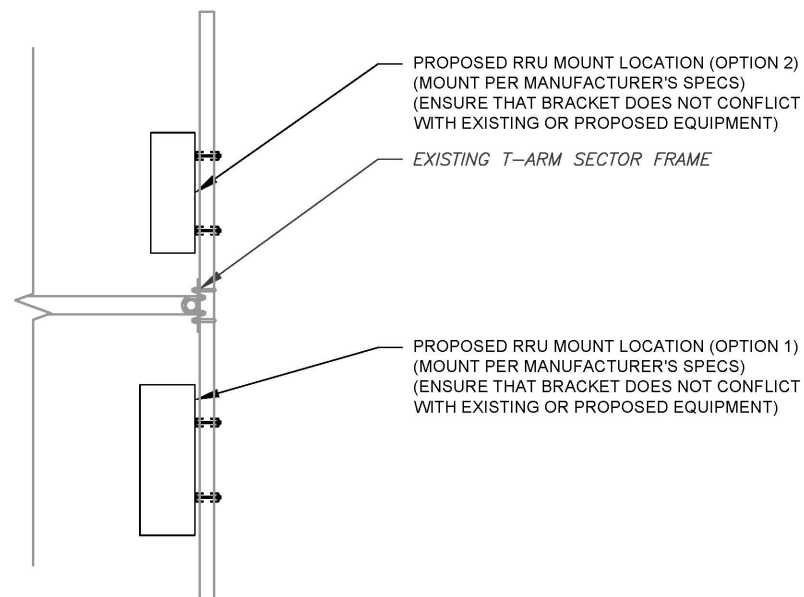 PROPOSED RRU MOUNT LOCATION (OPTION 2)
(MOUNT PER MANUFACTURER'S SPECS)
(ENSURE THAT BRACKET DOES NOT CONFLICT
WITH EXISTING OR PROPOSED EQUIPMENT)
EXISTING T-ARM SECTOR FRAME
PROPOSED RRU MOUNT LOCATION (OPTION 1)
(MOUNT PER MANUFACTURER'S SPECS)
(ENSURE THAT BRACKET DOES NOT CONFLICT
WITH EXISTING OR PROPOSED EQUIPMENT)